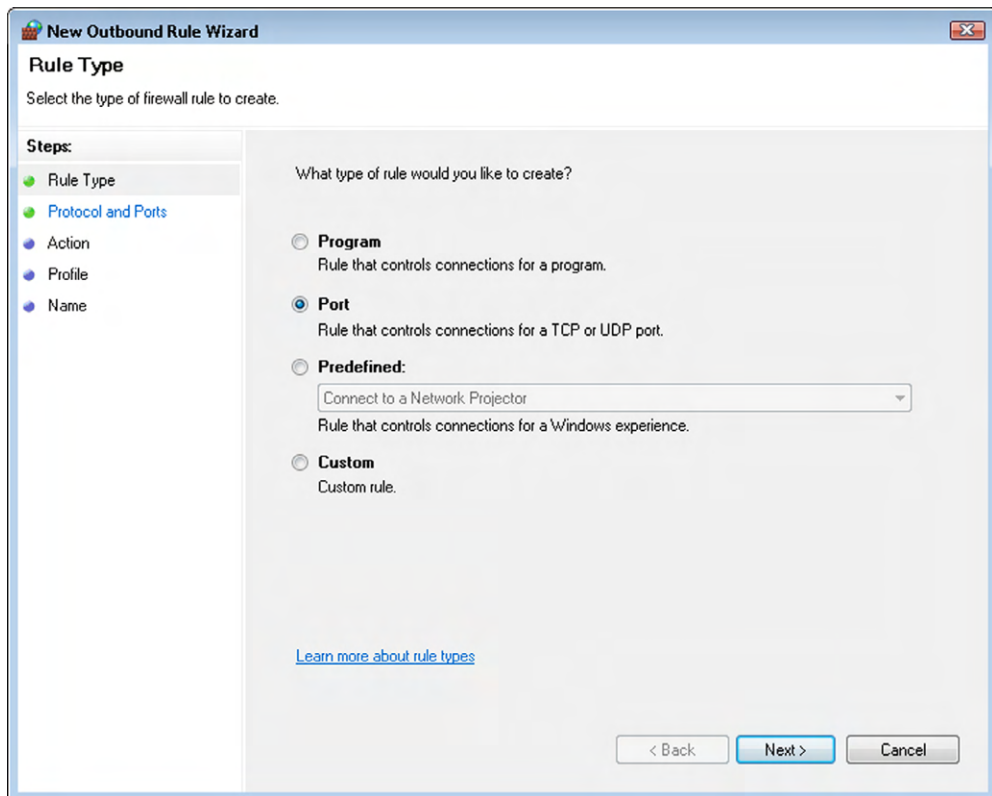 New Outbound Rule Wizard
Rule Type
Select the type of firewall rule to create.
Steps:
Rule Type
Protocol and Ports
Action
Profile
Name
What type of rule would you like to create?
Program
Rule that controls connections for a program.
Port
Rule that controls connections for a TCP or UDP port.
Predefined:
Connect to a Network Projector
Rule that controls connections for a Windows experience.
Custom
Custom rule.
Learn more about rule types
< Back Next > Cancel